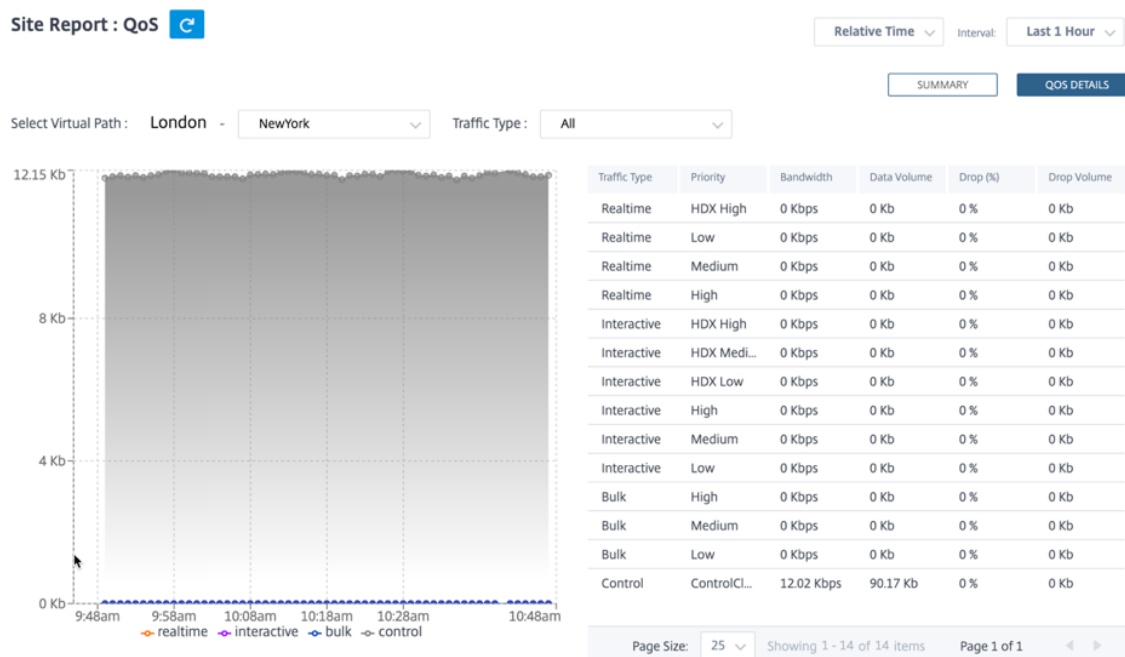 Site Report : QoS
Relative Time Interval: Last 1 Hour
SUMMARY QOS DETAILS
Select Virtual Path : London - NewYork Traffic Type : All
12.15 Kb
8 Kb
4 Kb
0 Kb
9:48am 9:58am 10:08am 10:18am 10:28am 10:48am
realtime interactive bulk control
Traffic Type Priority Bandwidth Data Volume Drop (%) Drop Volume
Realtime HDX High 0 Kbps 0 Kb 0 % 0 Kb
Realtime Low 0 Kbps 0 Kb 0 % 0 Kb
Realtime Medium 0 Kbps 0 Kb 0 % 0 Kb
Realtime High 0 Kbps 0 Kb 0 % 0 Kb
Interactive HDX High 0 Kbps 0 Kb 0 % 0 Kb
Interactive HDX Medi... 0 Kbps 0 Kb 0 % 0 Kb
Interactive HDX Low 0 Kbps 0 Kb 0 % 0 Kb
Interactive High 0 Kbps 0 Kb 0 % 0 Kb
Interactive Medium 0 Kbps 0 Kb 0 % 0 Kb
Interactive Low 0 Kbps 0 Kb 0 % 0 Kb
Bulk High 0 Kbps 0 Kb 0 % 0 Kb
Bulk Medium 0 Kbps 0 Kb 0 % 0 Kb
Bulk Low 0 Kbps 0 Kb 0 % 0 Kb
Control ControlCl... 12.02 Kbps 90.17 Kb 0 % 0 Kb
Page Size: 25 Showing 1 - 14 of 14 items Page 1 of 1